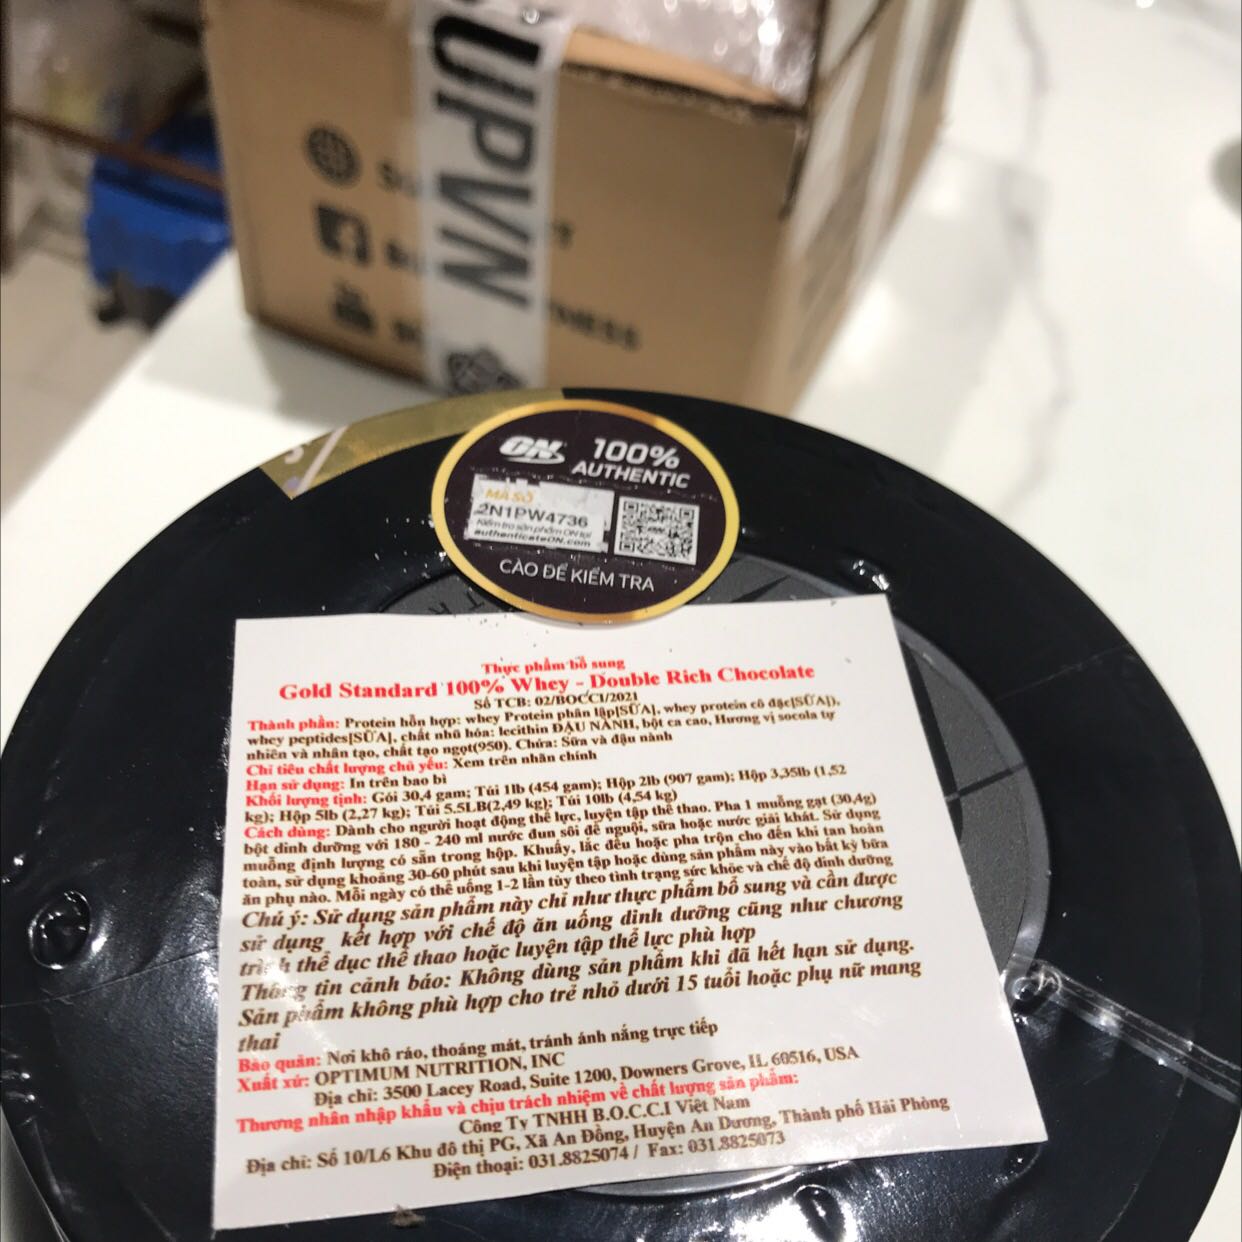 SUPVN
ON 100%
AUTHENTIC
MÃ SỐ
2N1PW4736
Kiểm tra sản phẩm ON tại
authenticateON.com
CÀO ĐỂ KIỂM TRA
Thực phẩm bổ sung
Gold Standard 100% Whey - Double Rich Chocolate
Số TCB: 02/BOCCI/2021
Thành phần: Protein hỗn hợp: whey Protein phân lập[SỮA], whey protein cô đặc[SỮA]),
whey peptides[SỮA], chất nhũ hóa: lecithin ĐẬU NÀNH, bột ca cao, Hương vị socola tự
nhiên và nhân tạo, chất tạo ngọt(950). Chứa: Sữa và đậu nành
Chỉ tiêu chất lượng chủ yếu: Xem trên nhãn chính
Hạn sử dụng: In trên bao bì
Khối lượng tịnh: Gói 30,4 gam; Túi 1lb (454 gam); Hộp 2lb (907 gam); Hộp 3,35lb (1,52
kg); Hộp 5lb (2,27 kg); Túi 5.5LB(2,49 kg); Túi 10lb (4,54 kg)
Cách dùng: Dành cho người hoạt động thể lực, luyện tập thể thao. Pha 1 muỗng gạt (30,4g)
bột dinh dưỡng với 180 - 240 ml nước đun sôi để nguội, sữa hoặc nước giải khát. Sử dụng
muỗng định lượng có sẵn trong hộp. Khuấy, lắc đều hoặc pha trộn cho đến khi tan hoàn
toàn, sử dụng khoảng 30-60 phút sau khi luyện tập hoặc dùng sản phẩm này vào bất kỳ bữa
ăn phụ nào. Mỗi ngày có thể uống 1-2 lần tùy theo tình trạng sức khỏe và chế độ dinh dưỡng
Chú ý: Sử dụng sản phẩm này chỉ như thực phẩm bổ sung và cần được
sử dụng kết hợp với chế độ ăn uống dinh dưỡng cũng như chương
trình thể dục thể thao hoặc luyện tập thể lực phù hợp
Thông tin cảnh báo: Không dùng sản phẩm khi đã hết hạn sử dụng.
Sản phẩm không phù hợp cho trẻ nhỏ dưới 15 tuổi hoặc phụ nữ mang
thai
Bảo quản: Nơi khô ráo, thoáng mát, tránh ánh nắng trực tiếp
Xuất xứ: OPTIMUM NUTRITION, INC
Địa chỉ: 3500 Lacey Road, Suite 1200, Downers Grove, IL 60516, USA
Thương nhân nhập khẩu và chịu trách nhiệm về chất lượng sản phẩm:
Công Ty TNHH B.O.C.C.I Việt Nam
Địa chỉ: Số 10/L6 Khu đô thị PG, Xã An Đồng, Huyện An Dương, Thành phố Hải Phòng
Điện thoại: 031.8825074 / Fax: 031.8825073